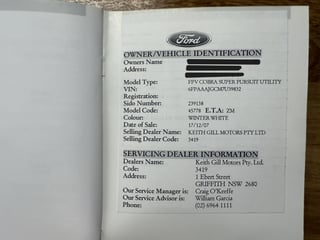 Ford
OWNER/VEHICLE IDENTIFICATION
Owners Name
Address:
Model Type: FPV COBRA SUPER PURSUIT UTILITY
VIN: 6FPAAAJGCM7U39832
Registration:
Sido Number 239138
Model Code: 45778 E.T.A: ZM
Colour: WINTER WHITE
Date of Sale: 17/12/07
Selling Dealer Name: KEITH GILL MOTORS PTY LTD
Selling Dealer Code: 3419
SERVICING DEALER INFORMATION
Dealers Name: Keith Gill Motors Pty. Ltd.
Code: 3419
Address: 1 Ebert Street
GRIFFITH NSW 2680
Our Service Manager is: Craig O'Keeffe
Our Service Advisor is: William Garcia
Phone: (02) 6964 1111